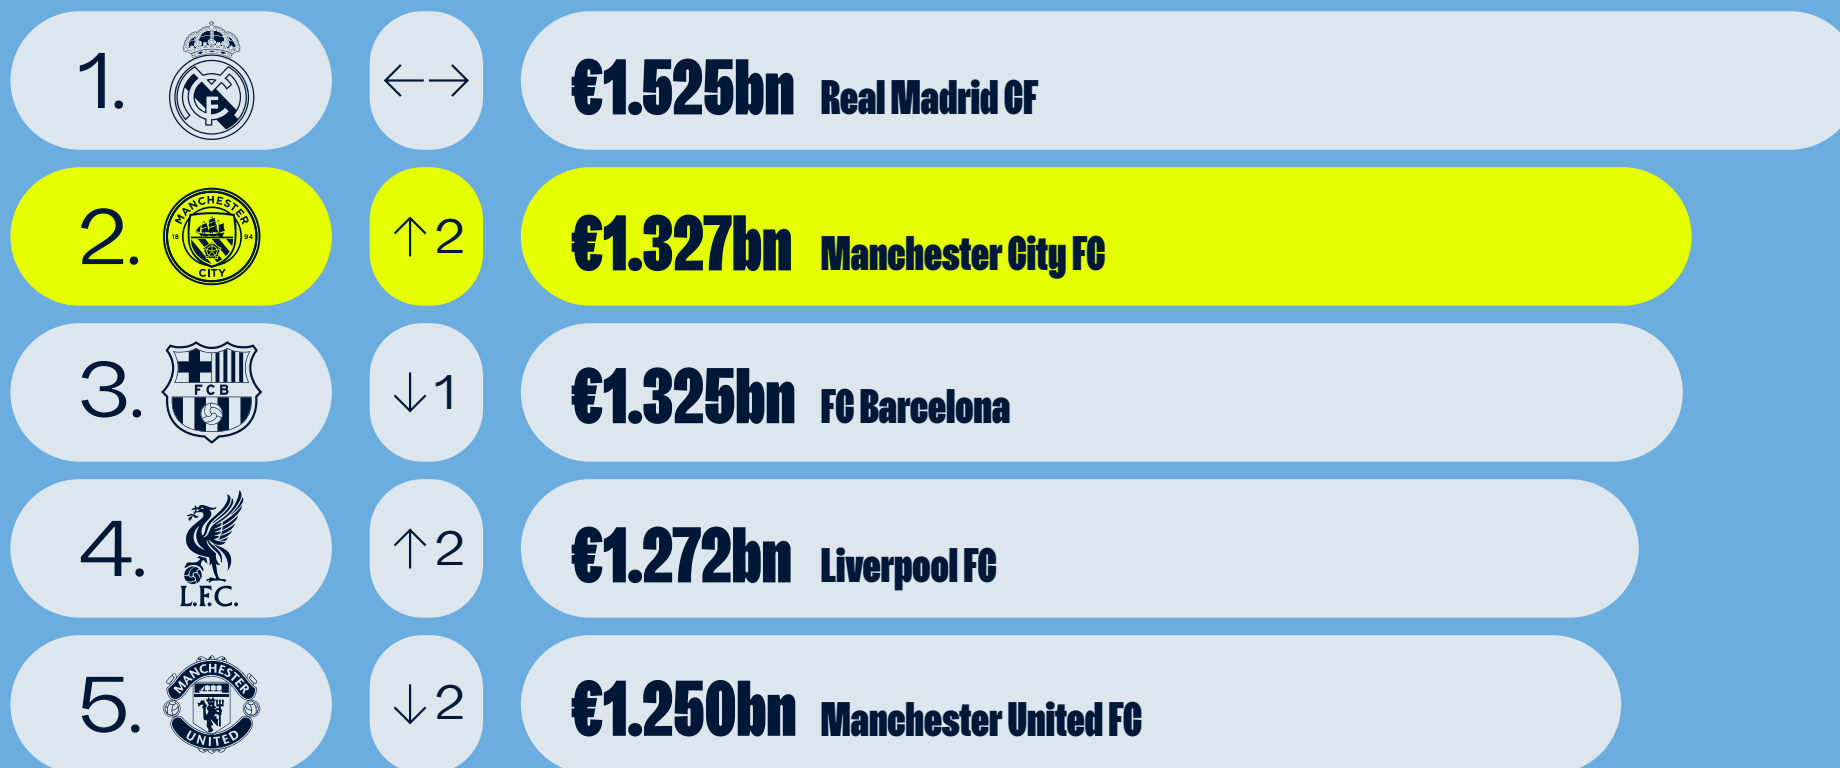 1.
€1.525bn Real Madrid CF
2.
MANCHESTER
18 94
CITY
↑2
€1.327bn Manchester City FC
3.
FCB
↓1
€1.325bn FC Barcelona
4.
L.F.C.
↑2
€1.272bn Liverpool FC
5.
MANCHESTER
UNITED
↓2
€1.250bn Manchester United FC